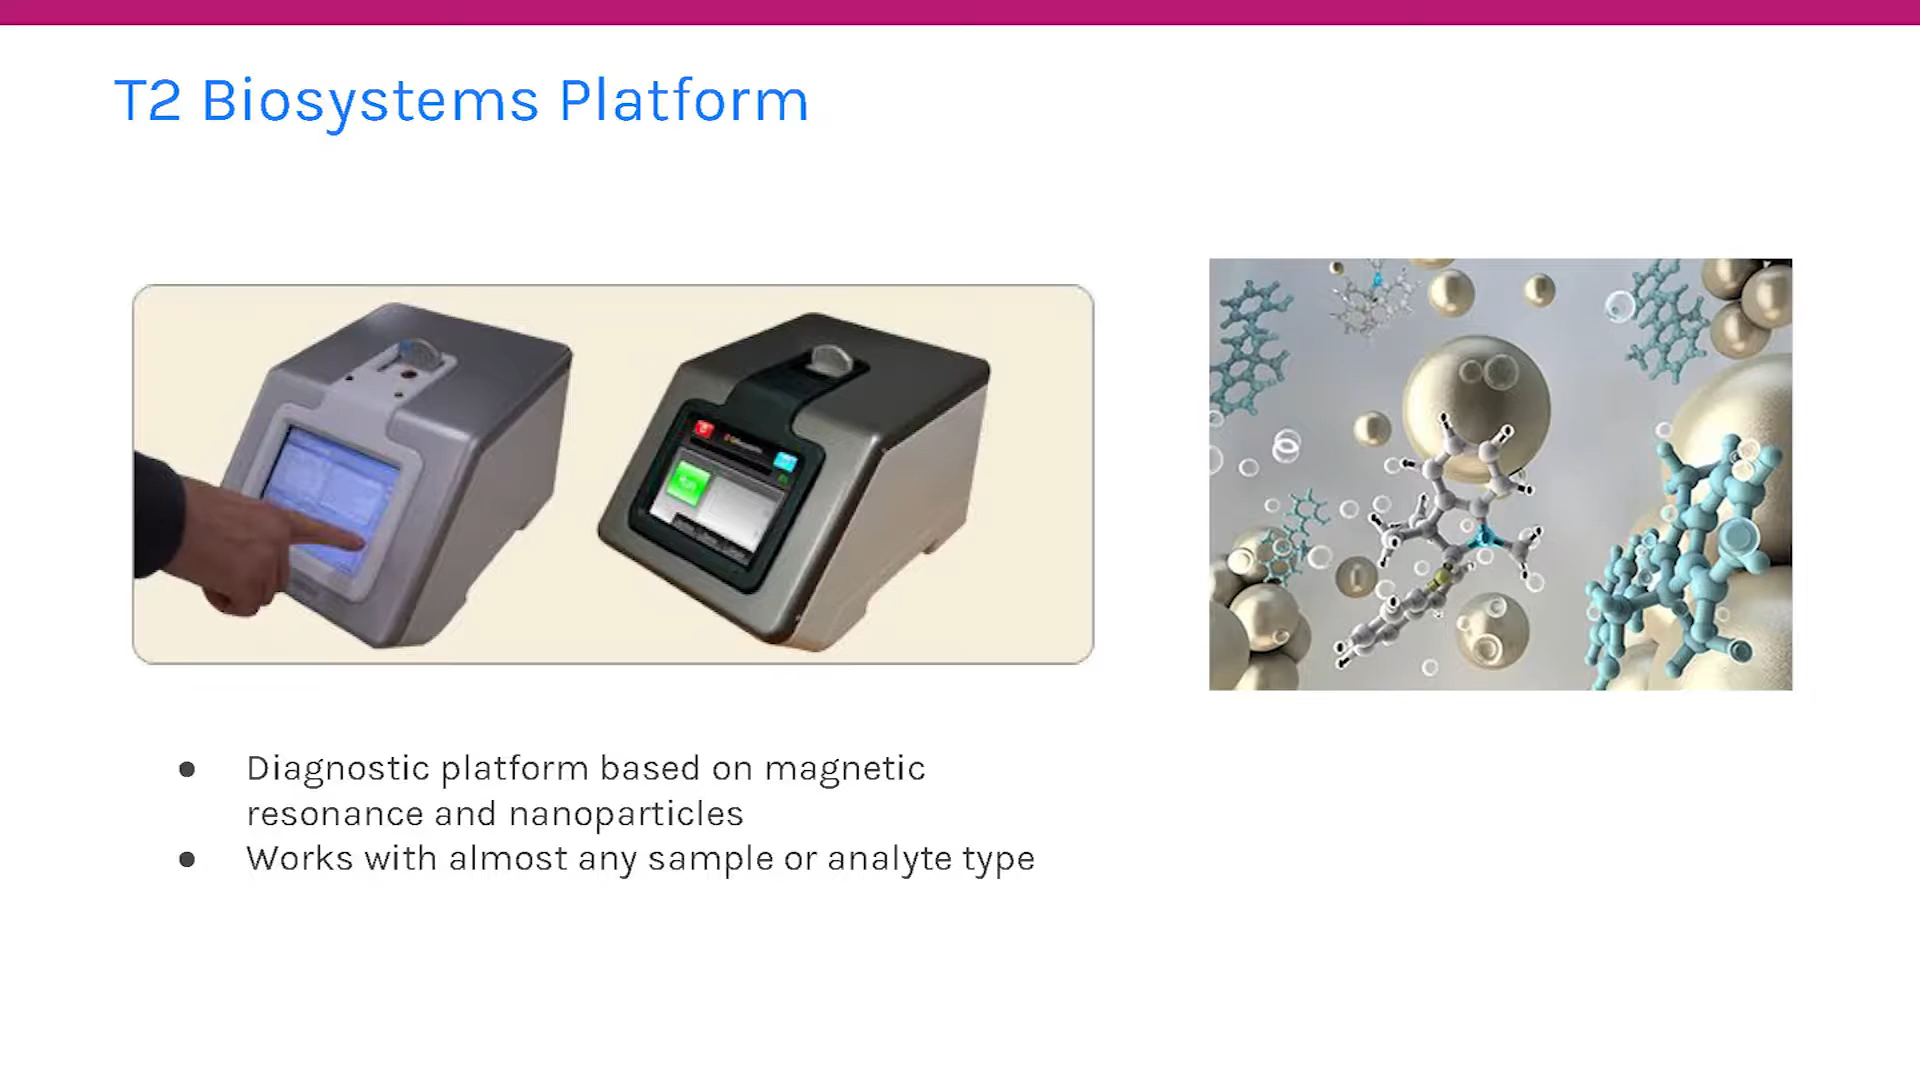 T2 Biosystems Platform
● Diagnostic platform based on magnetic
resonance and nanoparticles
● Works with almost any sample or analyte type